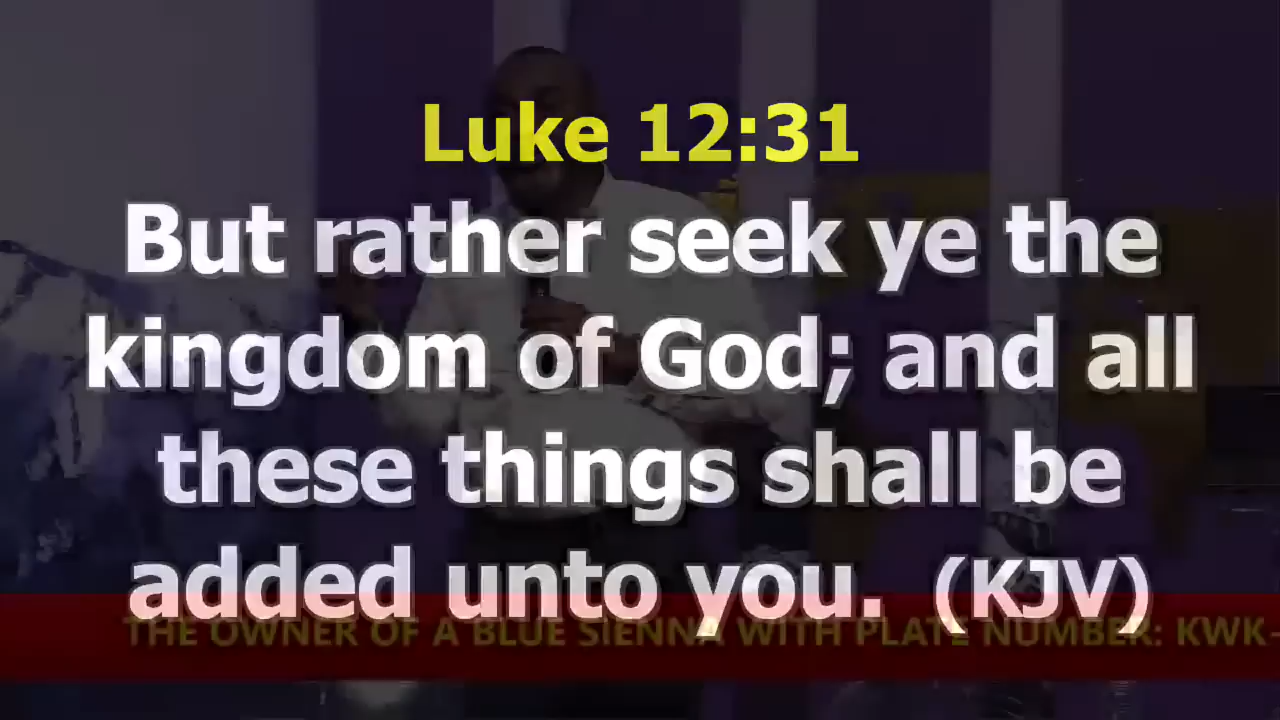 Luke 12:31
But rather seek ye the
kingdom of God; and all
these things shall be
added unto you. (KJV)
THE OWNER OF A BLUE SIENNA WITH PLATE NUMBER: KWK-